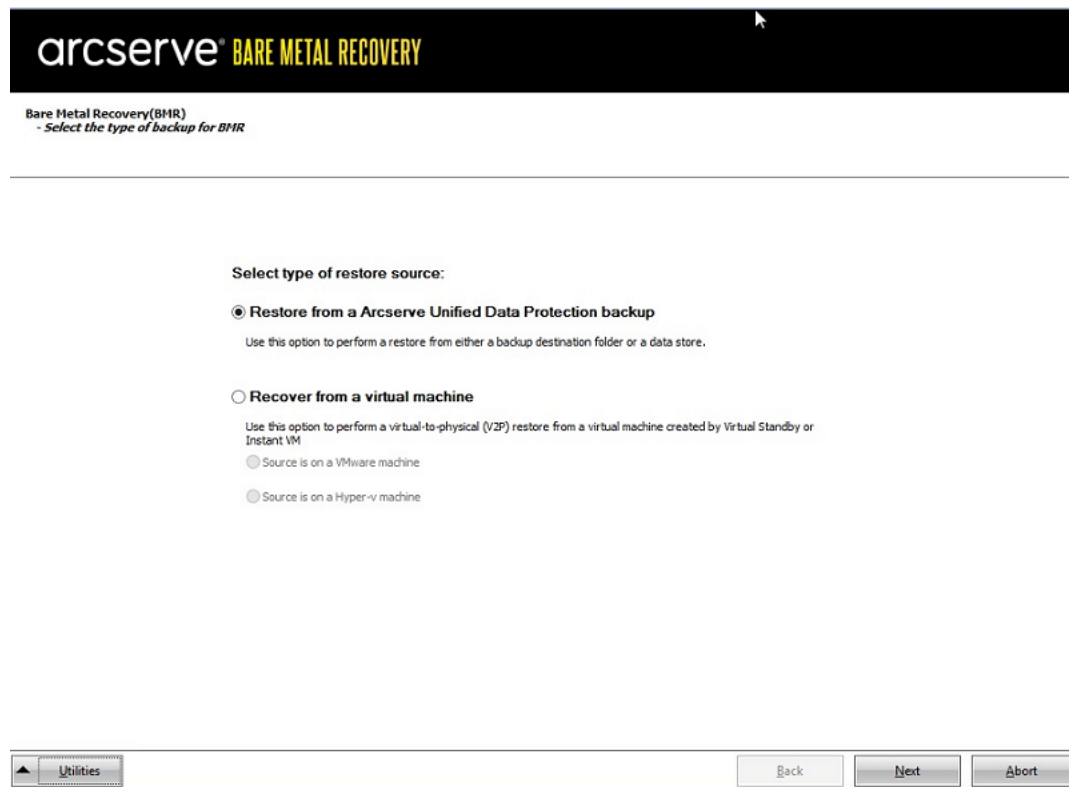 arcserve® BARE METAL RECOVERY
Bare Metal Recovery(BMR)
- Select the type of backup for BMR
Select type of restore source:
Restore from a Arcserve Unified Data Protection backup
Use this option to perform a restore from either a backup destination folder or a data store.
Recover from a virtual machine
Use this option to perform a virtual-to-physical (V2P) restore from a virtual machine created by Virtual Standby or
Instant VM
Source is on a VMware machine
Source is on a Hyper-v machine
Utilities
Back
Next
Abort